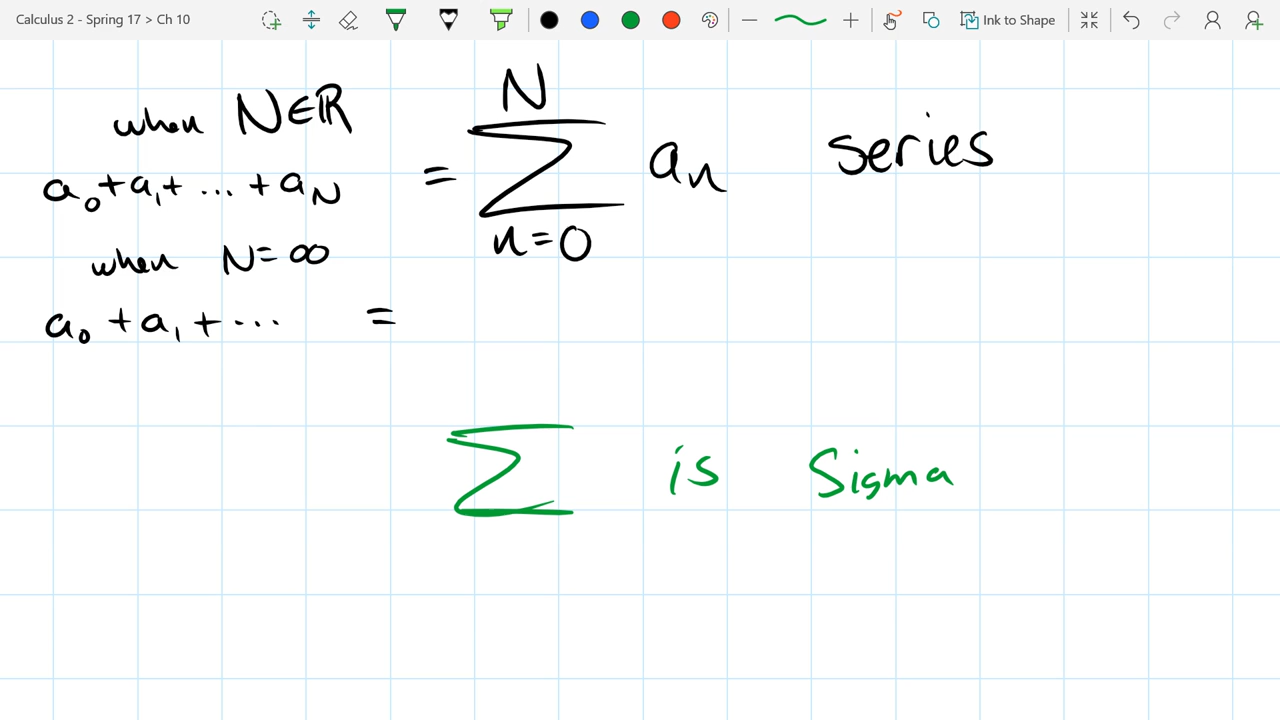 Calculus 2 - Spring 17 > Ch 10
Ink to Shape
when N∈ℝ
a₀ + a₁ + ... + a_N = ∑_{n=0}^{N} aₙ series
when N = ∞
a₀ + a₁ + ... =
∑ is Sigma